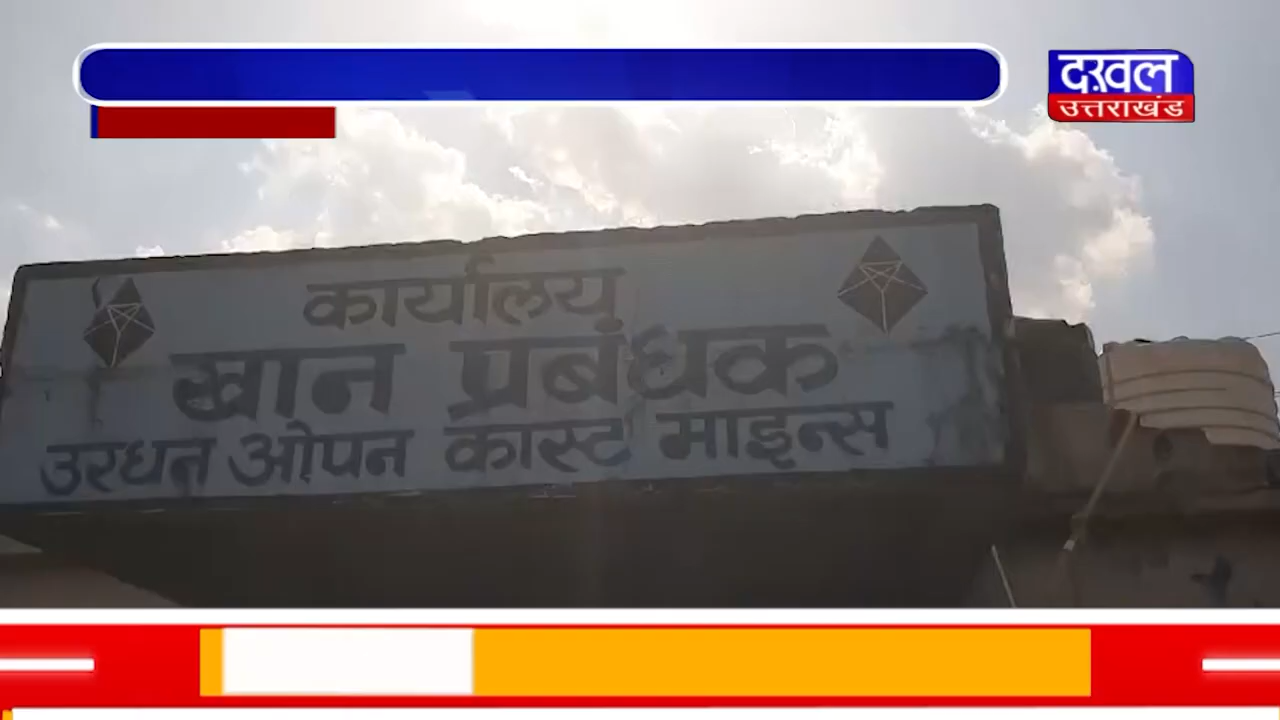 दख़ल
उत्तराखंड
कार्यालय
खान प्रबंधक
उरधन ओपन कास्ट माइन्स